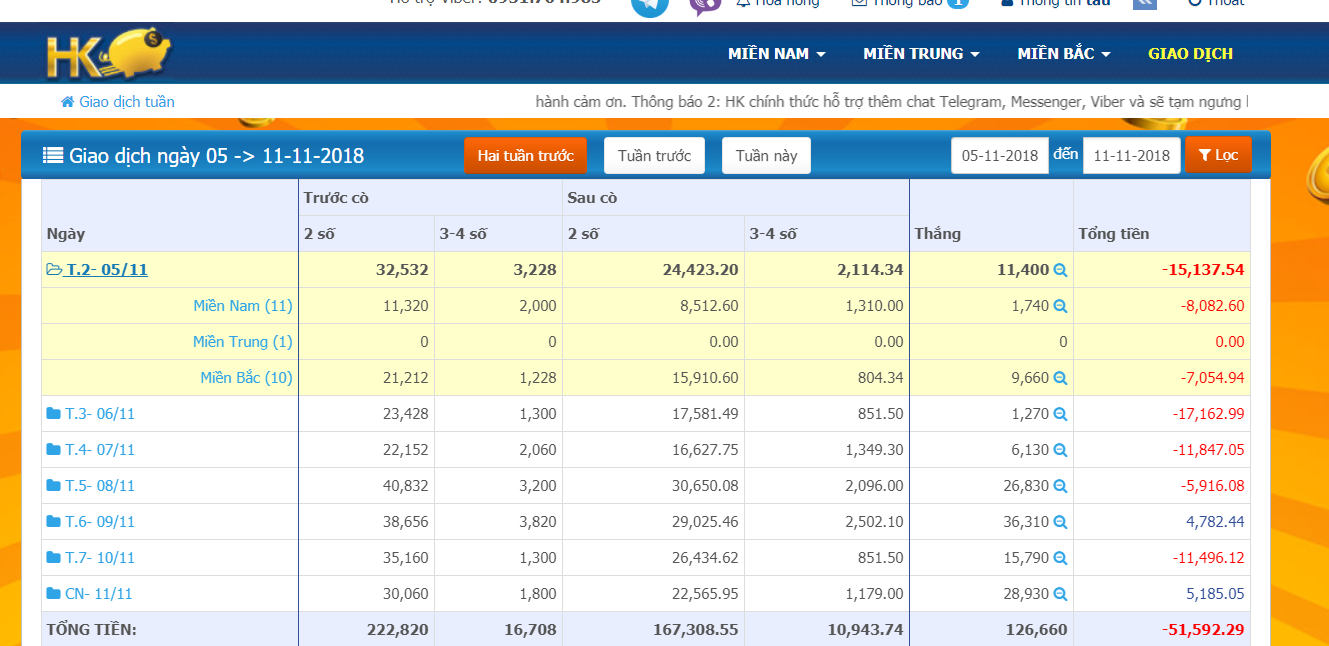 Hỗ trợ Viber: 0931.704.983 Hoa hồng Thông báo 1 Thông tin tau Thoát
HK $ MIỀN NAM MIỀN TRUNG MIỀN BẮC GIAO DỊCH
Giao dịch tuần hành cảm ơn. Thông báo 2: HK chính thức hỗ trợ thêm chat Telegram, Messenger, Viber và sẽ tạm ngưng
Giao dịch ngày 05 -> 11-11-2018 Hai tuần trước Tuần trước Tuần này 05-11-2018 đến 11-11-2018 Lọc
Trước cò Sau cò
Ngày 2 số 3-4 số 2 số 3-4 số Thắng Tổng tiền
T.2- 05/11 32,532 3,228 24,423.20 2,114.34 11,400 -15,137.54
Miền Nam (11) 11,320 2,000 8,512.60 1,310.00 1,740 -8,082.60
Miền Trung (1) 0 0 0.00 0.00 0 0.00
Miền Bắc (10) 21,212 1,228 15,910.60 804.34 9,660 -7,054.94
T.3- 06/11 23,428 1,300 17,581.49 851.50 1,270 -17,162.99
T.4- 07/11 22,152 2,060 16,627.75 1,349.30 6,130 -11,847.05
T.5- 08/11 40,832 3,200 30,650.08 2,096.00 26,830 -5,916.08
T.6- 09/11 38,656 3,820 29,025.46 2,502.10 36,310 4,782.44
T.7- 10/11 35,160 1,300 26,434.62 851.50 15,790 -11,496.12
CN- 11/11 30,060 1,800 22,565.95 1,179.00 28,930 5,185.05
TỔNG TIỀN: 222,820 16,708 167,308.55 10,943.74 126,660 -51,592.29